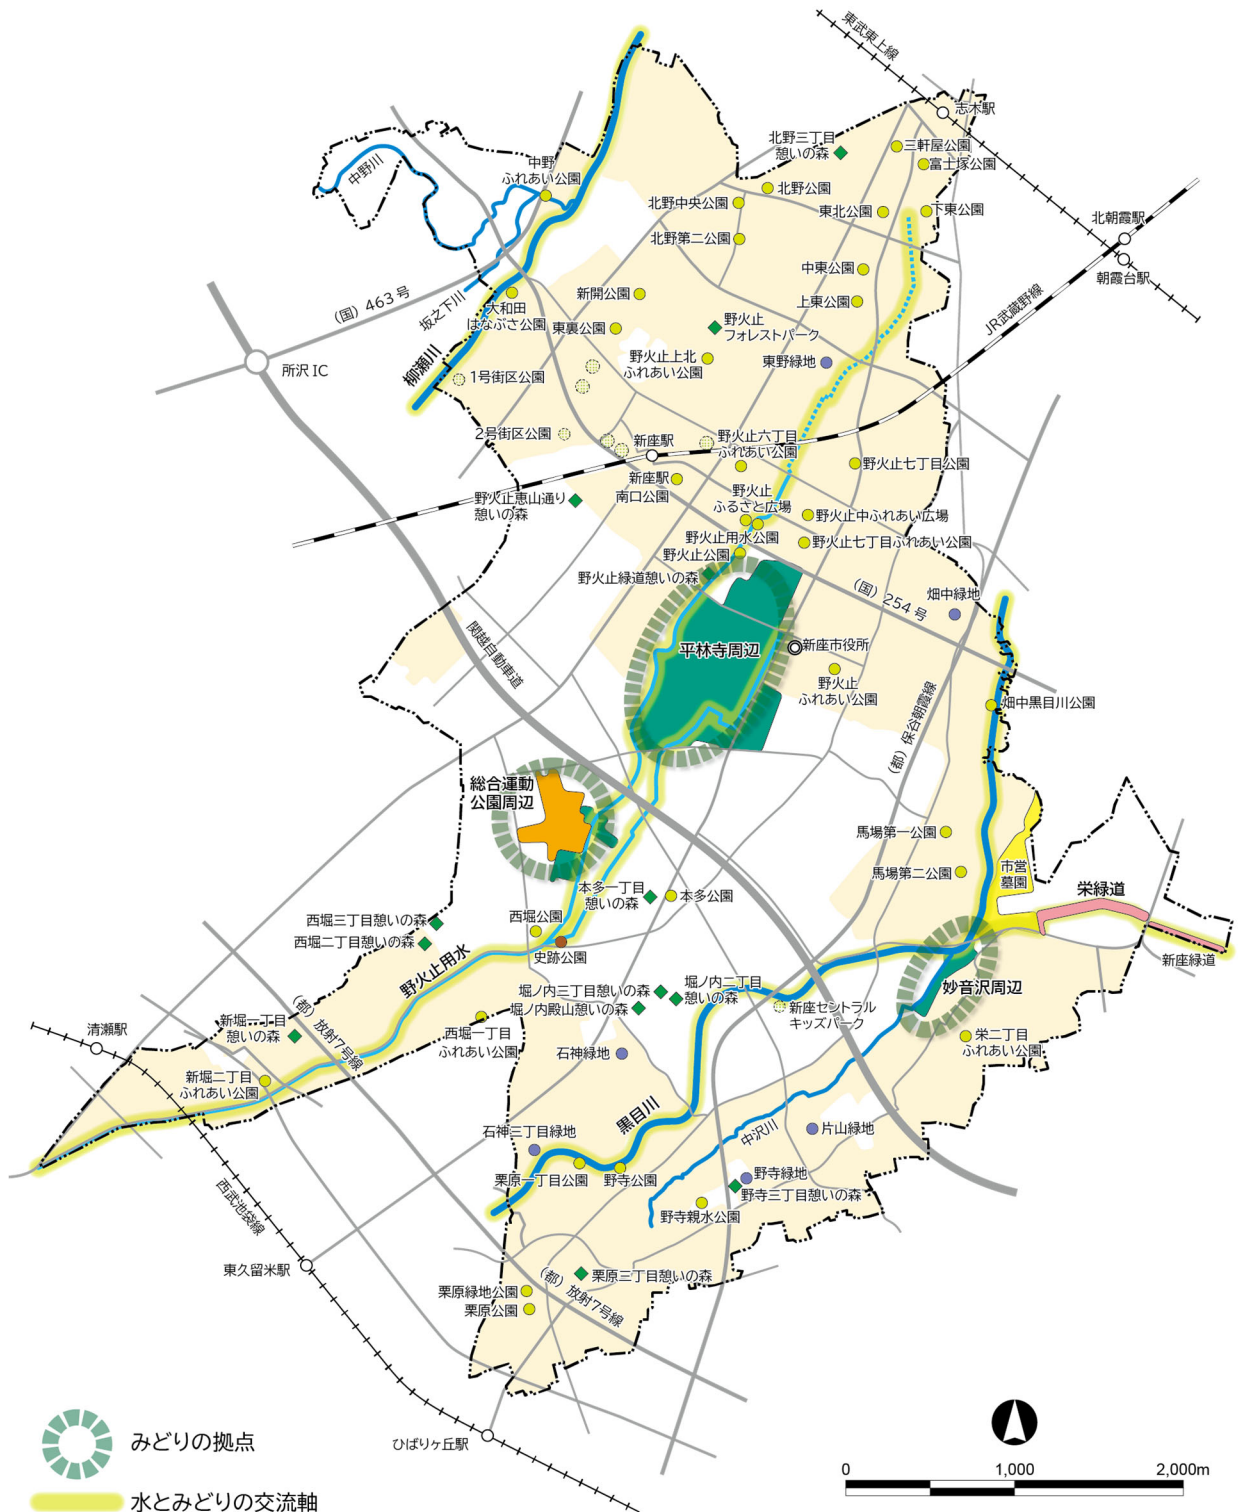 東武東上線
志木駅
北野三丁目
憩いの森
三軒屋公園
富士塚公園
中野川
中野
ふれあい公園
北野公園
北野中央公園
東北公園
下東公園
北朝霞駅
北野第二公園
朝霞台駅
中東公園
(国) 463号
坂之下川
新開公園
上東公園
大和田
はなぶさ公園
JR武蔵野線
東裏公園
野火止
フォレストパーク
所沢 IC
柳瀬川
野火止上北
ふれあい公園
東野緑地
1号街区公園
2号街区公園
新座駅
野火止六丁目
ふれあい公園
野火止七丁目公園
新座駅
南口公園
野火止恵山通り
憩いの森
野火止
ふるさと広場
野火止中ふれあい広場
野火止用水公園
野火止七丁目ふれあい公園
野火止公園
野火止緑道憩いの森
(国) 254号
畑中緑地
関越自動車道
平林寺周辺
新座市役所
野火止
ふれあい公園
(都) 保谷朝霞線
畑中黒目川公園
総合運動
公園周辺
馬場第一公園
市営
墓園
馬場第二公園
栄緑道
本多一丁目
憩いの森
本多公園
西堀公園
西堀三丁目憩いの森
西堀二丁目憩いの森
史跡公園
新座緑道
野火止用水
堀ノ内二丁目
憩いの森
堀ノ内三丁目憩いの森
堀ノ内殿山憩いの森
妙音沢周辺
新座セントラル
キッズパーク
(都) 放射7号線
清瀬駅
新堀一丁目
憩いの森
西堀一丁目
ふれあい公園
石神緑地
栄二丁目
ふれあい公園
新堀二丁目
ふれあい公園
黒目川
中沢川
片山緑地
石神三丁目緑地
栗原一丁目公園
野寺公園
野寺緑地
野寺三丁目憩いの森
西武池袋線
野寺親水公園
東久留米駅
栗原三丁目憩いの森
(都) 放射7号線
栗原緑地公園
栗原公園
ひばりヶ丘駅
みどりの拠点
水とみどりの交流軸
0 1,000 2,000m